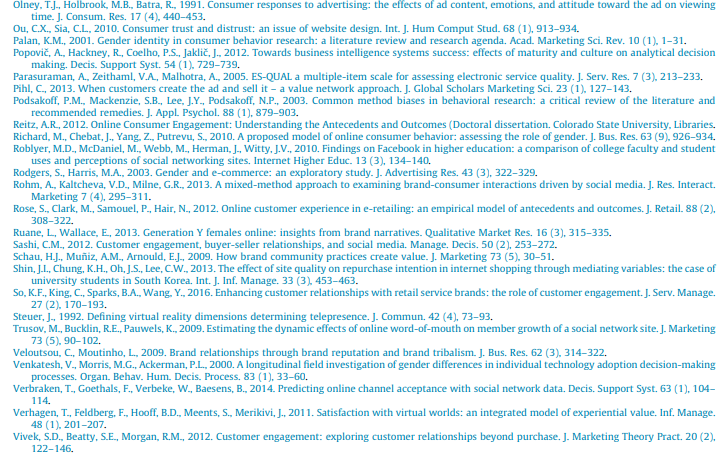 Olney, T.J., Holbrook, M.B., Batra, R., 1991. Consumer responses to advertising: the effects of ad content, emotions, and attitude toward the ad on viewing
time. J. Consum. Res. 17 (4), 440–453.
Ou, C.X., Sia, C.L., 2010. Consumer trust and distrust: an issue of website design. Int. J. Hum Comput Stud. 68 (1), 913–934.
Palan, K.M., 2001. Gender identity in consumer behavior research: a literature review and research agenda. Acad. Marketing Sci. Rev. 10 (1), 1–31.
Popovič, A., Hackney, R., Coelho, P.S., Jaklič, J., 2012. Towards business intelligence systems success: effects of maturity and culture on analytical decision
making. Decis. Support Syst. 54 (1), 729–739.
Parasuraman, A., Zeithaml, V.A., Malhotra, A., 2005. ES-QUAL a multiple-item scale for assessing electronic service quality. J. Serv. Res. 7 (3), 213–233.
Pihl, C., 2013. When customers create the ad and sell it – a value network approach. J. Global Scholars Marketing Sci. 23 (1), 127–143.
Podsakoff, P.M., Mackenzie, S.B., Lee, J.Y., Podsakoff, N.P., 2003. Common method biases in behavioral research: a critical review of the literature and
recommended remedies. J. Appl. Psychol. 88 (1), 879–903.
Reitz, A.R., 2012. Online Consumer Engagement: Understanding the Antecedents and Outcomes (Doctoral dissertation. Colorado State University, Libraries.
Richard, M., Chebat, J., Yang, Z., Putrevu, S., 2010. A proposed model of online consumer behavior: assessing the role of gender. J. Bus. Res. 63 (9), 926–934.
Roblyer, M.D., McDaniel, M., Webb, M., Herman, J., Witty, J.V., 2010. Findings on Facebook in higher education: a comparison of college faculty and student
uses and perceptions of social networking sites. Internet Higher Educ. 13 (3), 134–140.
Rodgers, S., Harris, M.A., 2003. Gender and e-commerce: an exploratory study. J. Advertising Res. 43 (3), 322–329.
Rohm, A., Kaltcheva, V.D., Milne, G.R., 2013. A mixed-method approach to examining brand-consumer interactions driven by social media. J. Res. Interact.
Marketing 7 (4), 295–311.
Rose, S., Clark, M., Samouel, P., Hair, N., 2012. Online customer experience in e-retailing: an empirical model of antecedents and outcomes. J. Retail. 88 (2),
308–322.
Ruane, L., Wallace, E., 2013. Generation Y females online: insights from brand narratives. Qualitative Market Res. 16 (3), 315–335.
Sashi, C.M., 2012. Customer engagement, buyer-seller relationships, and social media. Manage. Decis. 50 (2), 253–272.
Schau, H.J., Muñiz, A.M., Arnould, E.J., 2009. How brand community practices create value. J. Marketing 73 (5), 30–51.
Shin, J.I., Chung, K.H., Oh, J.S., Lee, C.W., 2013. The effect of site quality on repurchase intention in internet shopping through mediating variables: the case of
university students in South Korea. Int. J. Inf. Manage. 33 (3), 453–463.
So, K.F., King, C., Sparks, B.A., Wang, Y., 2016. Enhancing customer relationships with retail service brands: the role of customer engagement. J. Serv. Manage.
27 (2), 170–193.
Steuer, J., 1992. Defining virtual reality dimensions determining telepresence. J. Commun. 42 (4), 73–93.
Trusov, M., Bucklin, R.E., Pauwels, K., 2009. Estimating the dynamic effects of online word-of-mouth on member growth of a social network site. J. Marketing
73 (5), 90–102.
Veloutsou, C., Moutinho, L., 2009. Brand relationships through brand reputation and brand tribalism. J. Bus. Res. 62 (3), 314–322.
Venkatesh, V., Morris, M.G., Ackerman, P.L., 2000. A longitudinal field investigation of gender differences in individual technology adoption decision-making
processes. Organ. Behav. Hum. Decis. Process. 83 (1), 33–60.
Verbraken, T., Goethals, F., Verbeke, W., Baesens, B., 2014. Predicting online channel acceptance with social network data. Decis. Support Syst. 63 (1), 104–
114.
Verhagen, T., Feldberg, F., Hooff, B.D., Meents, S., Merikivi, J., 2011. Satisfaction with virtual worlds: an integrated model of experiential value. Inf. Manage.
48 (1), 201–207.
Vivek, S.D., Beatty, S.E., Morgan, R.M., 2012. Customer engagement: exploring customer relationships beyond purchase. J. Marketing Theory Pract. 20 (2),
122–146.